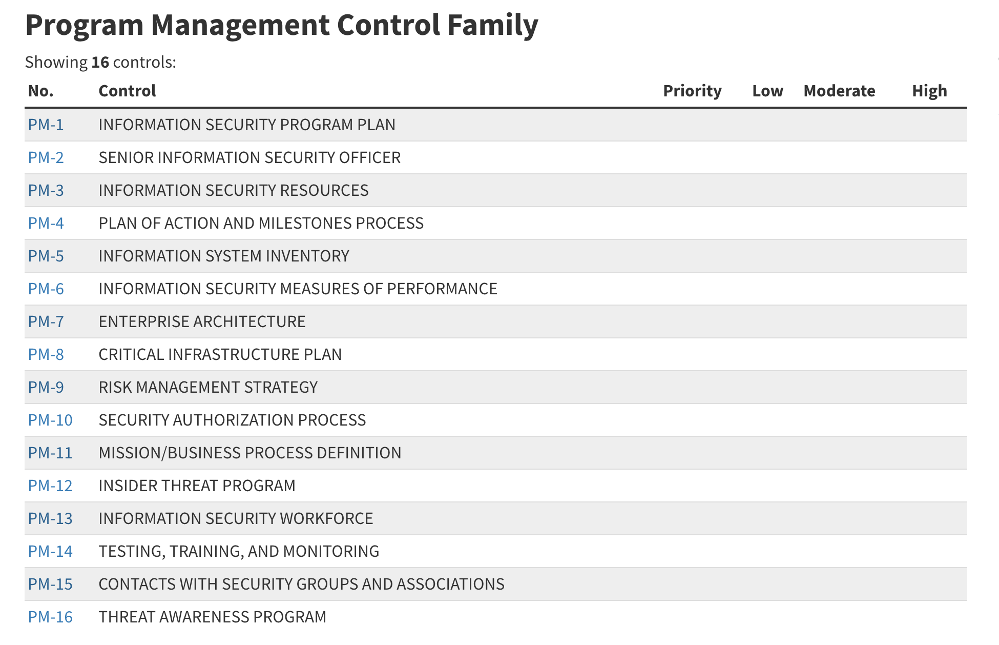 Program Management Control Family
Showing 16 controls:
No. Control Priority Low Moderate High
PM-1 INFORMATION SECURITY PROGRAM PLAN
PM-2 SENIOR INFORMATION SECURITY OFFICER
PM-3 INFORMATION SECURITY RESOURCES
PM-4 PLAN OF ACTION AND MILESTONES PROCESS
PM-5 INFORMATION SYSTEM INVENTORY
PM-6 INFORMATION SECURITY MEASURES OF PERFORMANCE
PM-7 ENTERPRISE ARCHITECTURE
PM-8 CRITICAL INFRASTRUCTURE PLAN
PM-9 RISK MANAGEMENT STRATEGY
PM-10 SECURITY AUTHORIZATION PROCESS
PM-11 MISSION/BUSINESS PROCESS DEFINITION
PM-12 INSIDER THREAT PROGRAM
PM-13 INFORMATION SECURITY WORKFORCE
PM-14 TESTING, TRAINING, AND MONITORING
PM-15 CONTACTS WITH SECURITY GROUPS AND ASSOCIATIONS
PM-16 THREAT AWARENESS PROGRAM